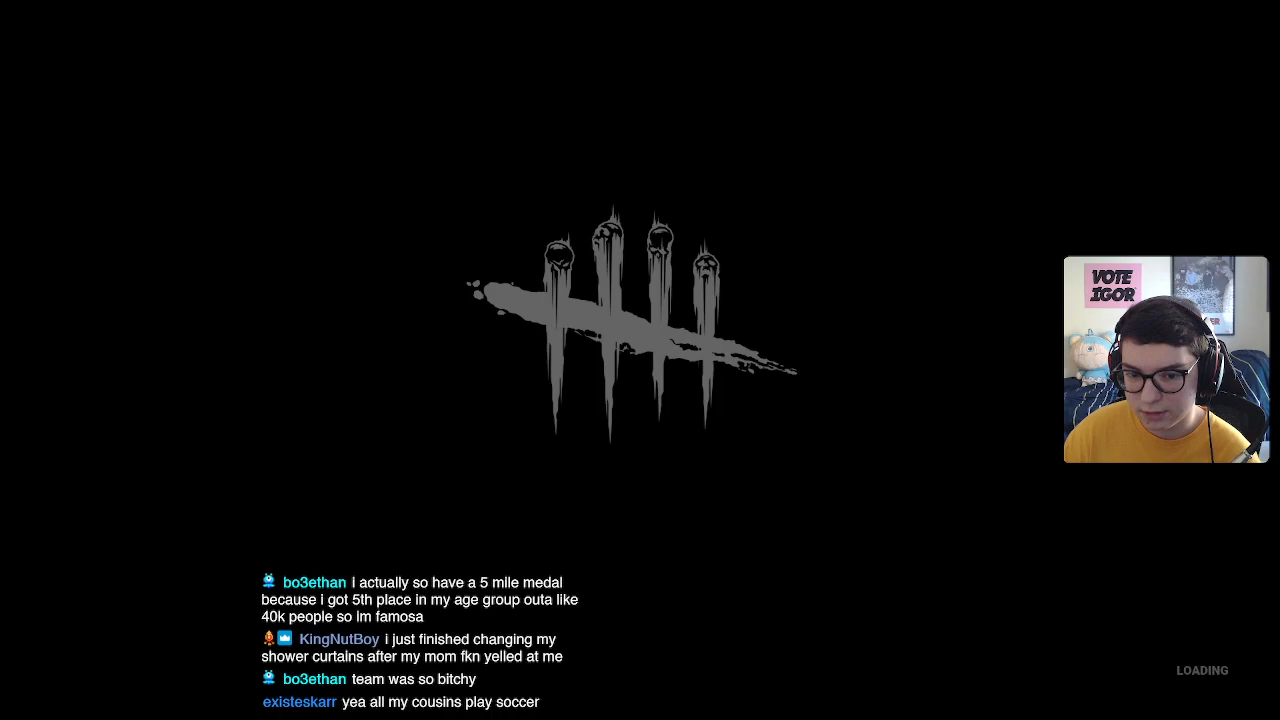 VOTE
IGOR
bo3ethan i actually so have a 5 mile medal
because i got 5th place in my age group outa like
40k people so im famosa
KingNutBoy i just finished changing my
shower curtains after my mom fkn yelled at me
bo3ethan team was so bitchy
existeskarr yea all my cousins play soccer
LOADING